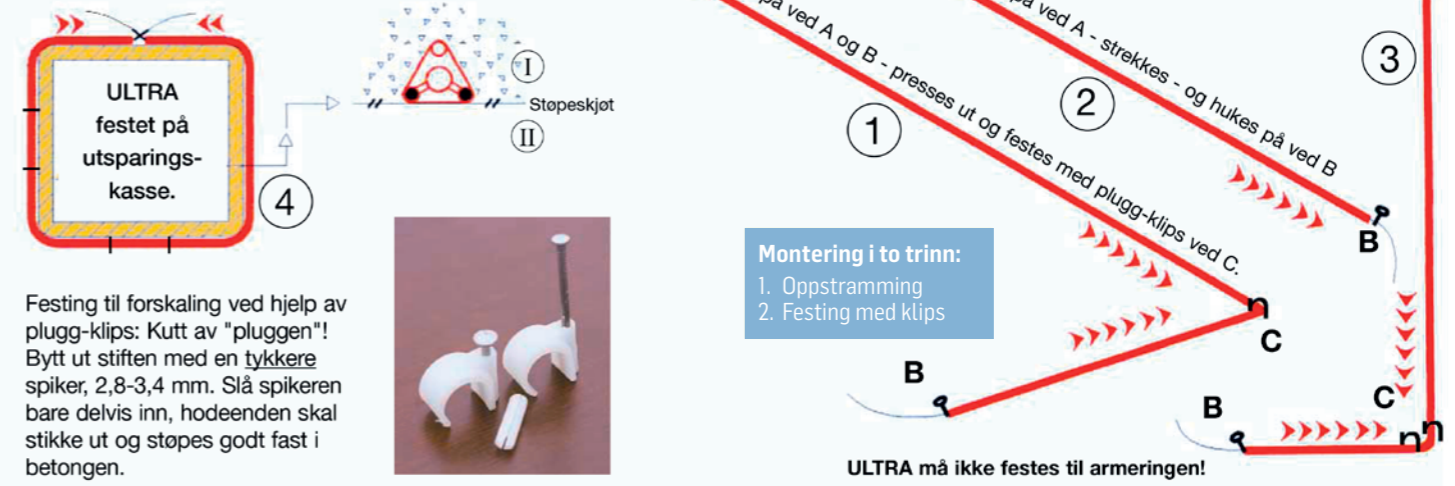 ULTRA
festet på
utsparings-
kasse.
4
I
Støpeskjøt
II
Festing til forskaling ved hjelp av
plugg-klips: Kutt av "pluggen"!
Bytt ut stiften med en tykkere
spiker, 2,8-3,4 mm. Slå spikeren
bare delvis inn, hodeenden skal
stikke ut og støpes godt fast i
betongen.
på ved A og B - presses ut og festes med plugg-klips ved C.
1
på ved A - strekkes - og hukes på ved B
2
3
Montering i to trinn:
1. Oppstramming
2. Festing med klips
B
C
B
B
C
ULTRA må ikke festes til armeringen!